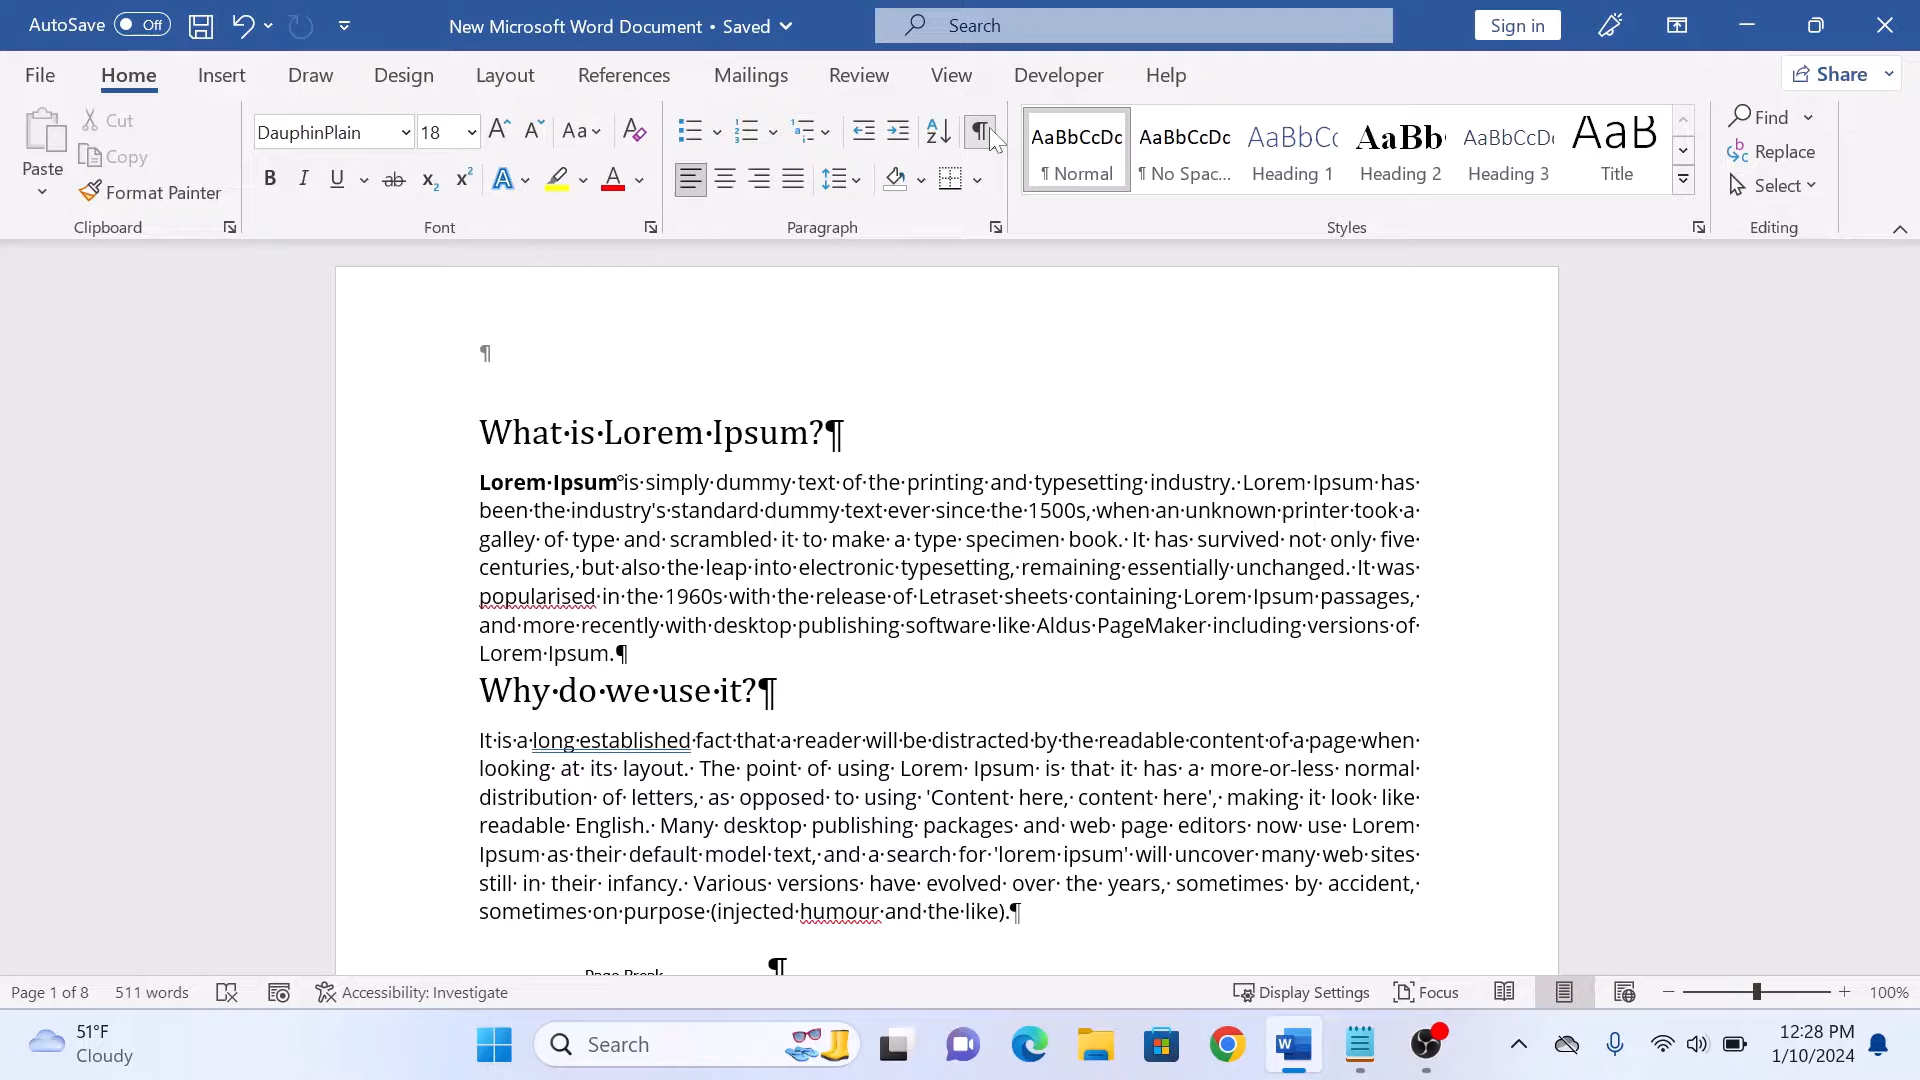 AutoSave Off New Microsoft Word Document • Saved Search Sign in
File Home Insert Draw Design Layout References Mailings Review View Developer Help Share
Paste Cut Copy Format Painter
Clipboard
DauphinPlain 18
Font
Paragraph
AaBbCcDc AaBbCcDc AaBbCc AaBb AaBbCcD AaB
¶ Normal ¶ No Spac... Heading 1 Heading 2 Heading 3 Title
Styles
Find
Replace
Select
Editing
¶
What·is·Lorem·Ipsum?¶
Lorem·Ipsum°is·simply·dummy·text·of·the·printing·and·typesetting·industry.·Lorem·Ipsum·has·
been·the·industry's·standard·dummy·text·ever·since·the·1500s,·when·an·unknown·printer·took·a·
galley·of·type·and·scrambled·it·to·make·a·type·specimen·book.·It·has·survived·not·only·five·
centuries,·but·also·the·leap·into·electronic·typesetting,·remaining·essentially·unchanged.·It·was·
popularised·in·the·1960s·with·the·release·of·Letraset·sheets·containing·Lorem·Ipsum·passages,·
and·more·recently·with·desktop·publishing·software·like·Aldus·PageMaker·including·versions·of·
Lorem·Ipsum.¶
Why·do·we·use·it?¶
It·is·a·long·established·fact·that·a·reader·will·be·distracted·by·the·readable·content·of·a·page·when·
looking·at·its·layout.·The·point·of·using·Lorem·Ipsum·is·that·it·has·a·more-or-less·normal·
distribution·of·letters,·as·opposed·to·using·'Content·here,·content·here',·making·it·look·like·
readable·English.·Many·desktop·publishing·packages·and·web·page·editors·now·use·Lorem·
Ipsum·as·their·default·model·text,·and·a·search·for·'lorem·ipsum'·will·uncover·many·web·sites·
still·in·their·infancy.·Various·versions·have·evolved·over·the·years,·sometimes·by·accident,·
sometimes·on·purpose·(injected·humour·and·the·like).¶
Page Break ¶
Page 1 of 8 511 words Accessibility: Investigate Display Settings Focus 100%
51°F
Cloudy
Search
12:28 PM
1/10/2024